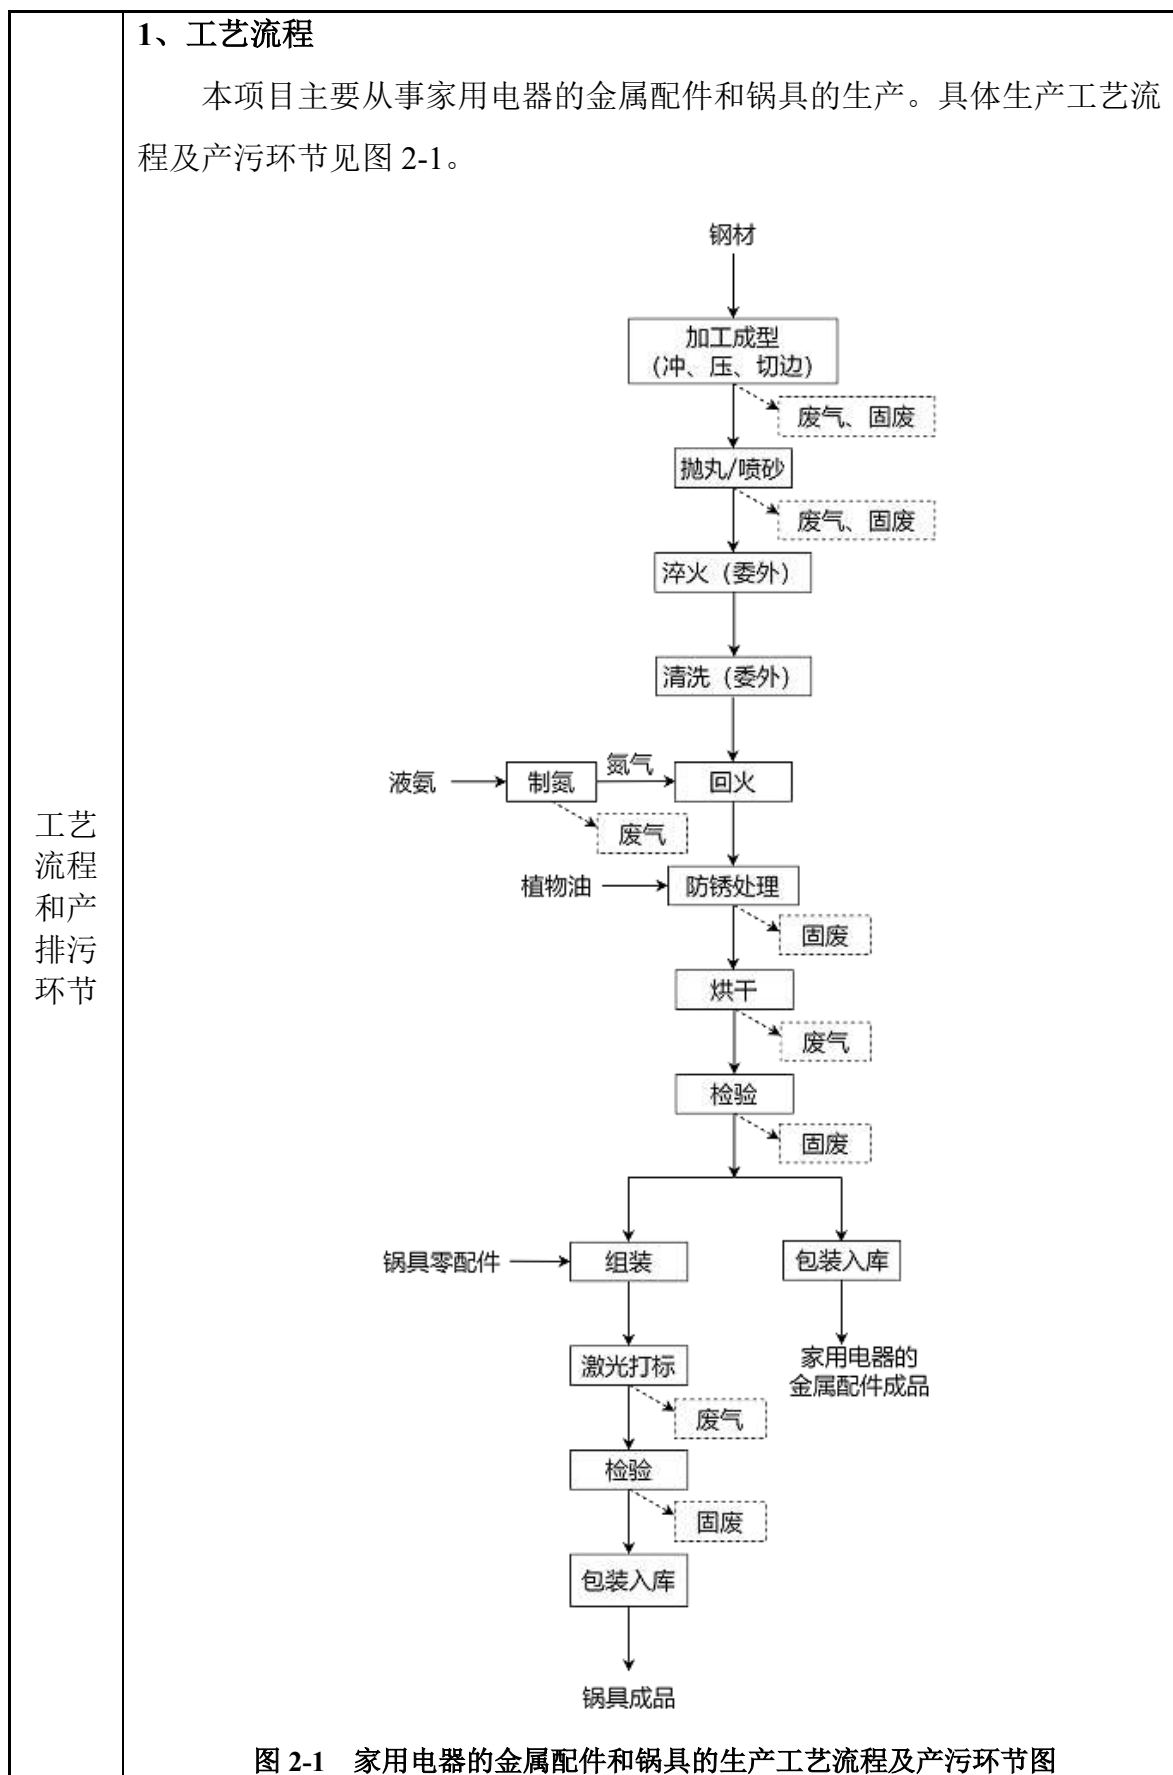 1、工艺流程
本项目主要从事家用电器的金属配件和锅具的生产。具体生产工艺流
程及产污环节见图 2-1。
钢材
加工成型
(冲、压、切边)
废气、固废
抛丸/喷砂
废气、固废
淬火（委外）
清洗（委外）
液氨
制氮
氮气
回火
废气
植物油
防锈处理
固废
烘干
废气
检验
固废
锅具零配件
组装
包装入库
激光打标
家用电器的
金属配件成品
废气
检验
固废
包装入库
锅具成品
工艺
流程
和产
排污
环节
图 2-1 家用电器的金属配件和锅具的生产工艺流程及产污环节图